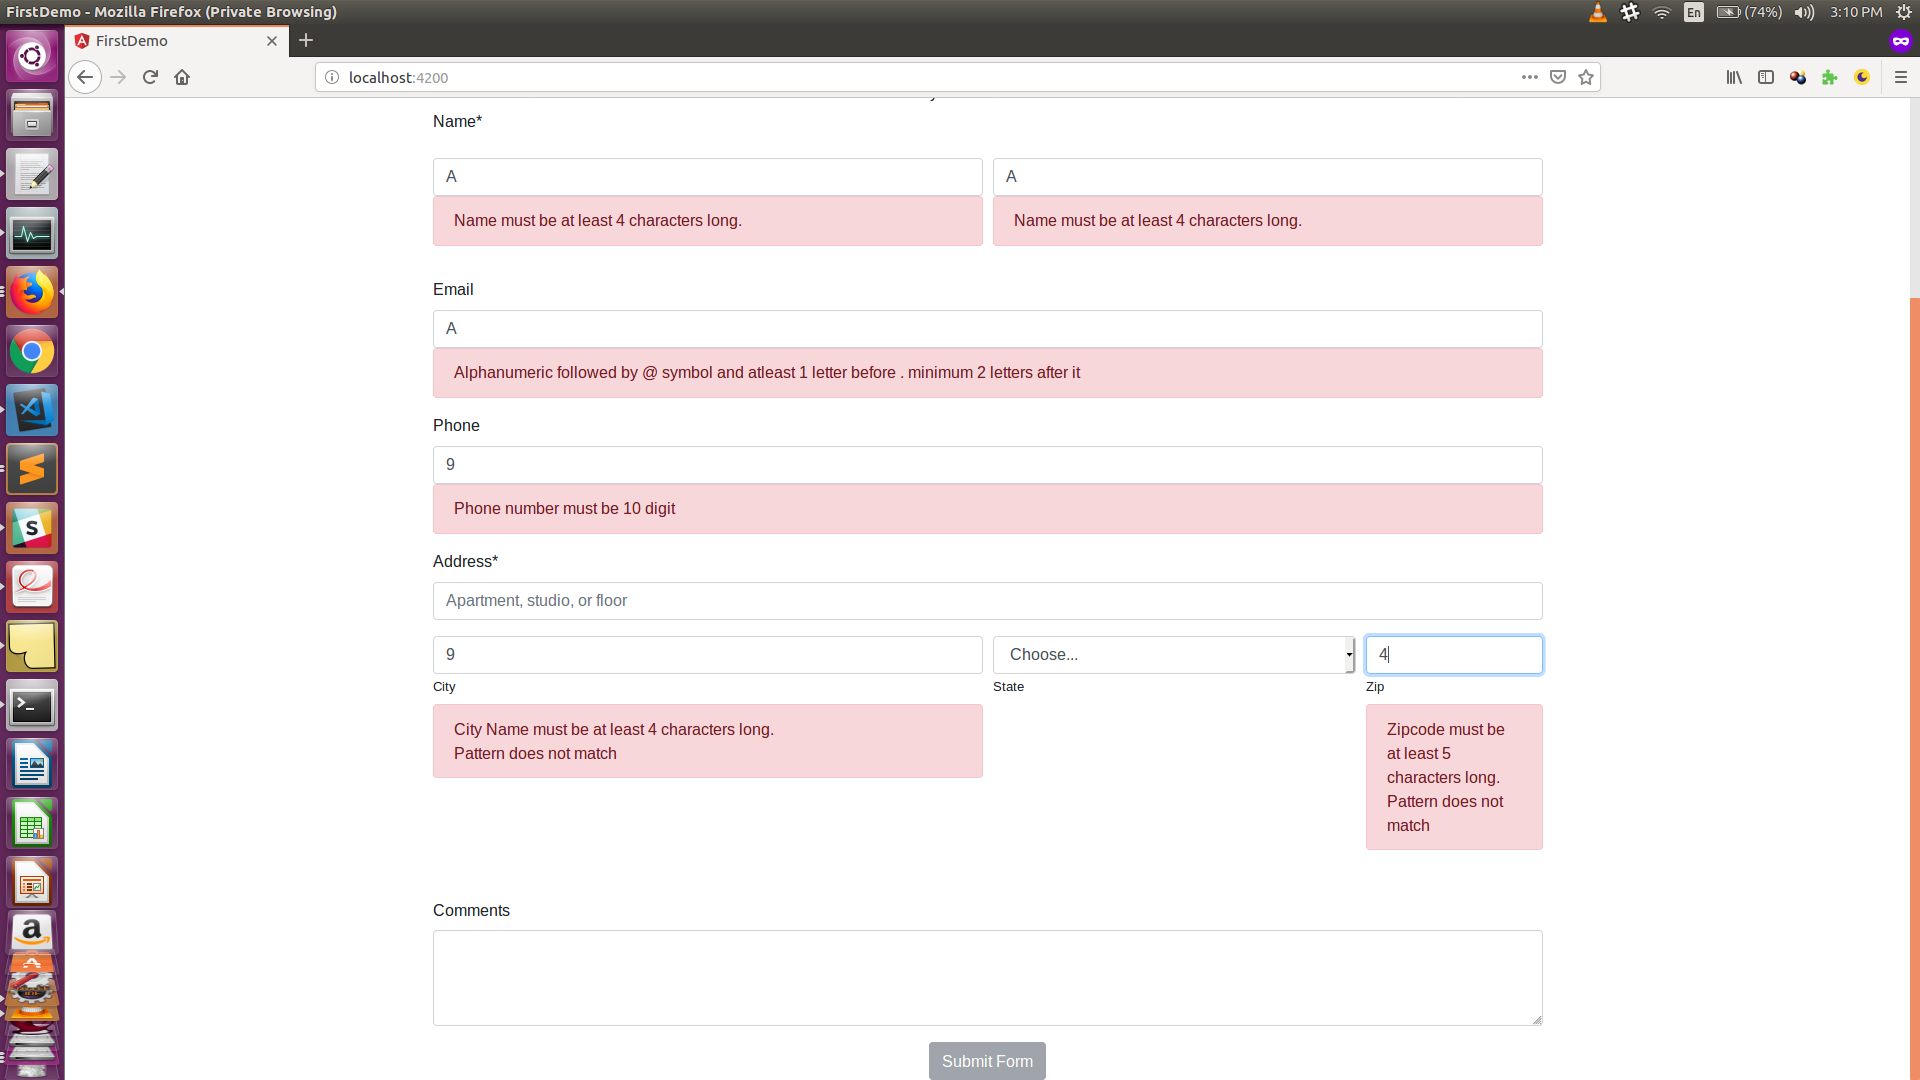 FirstDemo - Mozilla Firefox (Private Browsing)
En
(74%)
3:10 PM
FirstDemo
localhost:4200
Name*
A
A
Name must be at least 4 characters long.
Name must be at least 4 characters long.
Email
A
Alphanumeric followed by @ symbol and atleast 1 letter before . minimum 2 letters after it
Phone
9
Phone number must be 10 digit
Address*
Apartment, studio, or floor
9
Choose...
4
City
State
Zip
City Name must be at least 4 characters long.
Pattern does not match
Zipcode must be
at least 5
characters long.
Pattern does not
match
Comments
Submit Form